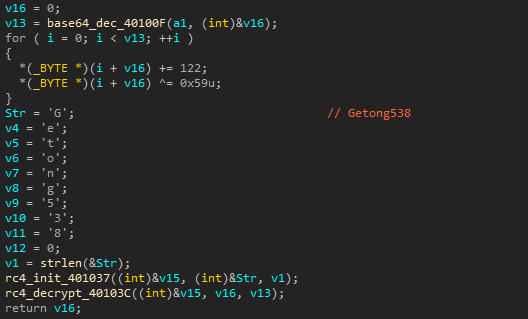 v16 = 0;
v13 = base64_dec_40100F(a1, (int)&v16);
for ( i = 0; i < v13; ++i )
{
  *(_BYTE *)(i + v16) += 122;
  *(_BYTE *)(i + v16) ^= 0x59u;
}
Str = 'G'; // Getong538
v4 = 'e';
v5 = 't';
v6 = 'o';
v7 = 'n';
v8 = 'g';
v9 = '5';
v10 = '3';
v11 = '8';
v12 = 0;
v1 = strlen(&Str);
rc4_init_401037((int)&v15, (int)&Str, v1);
rc4_decrypt_40103C((int)&v15, v16, v13);
return v16;